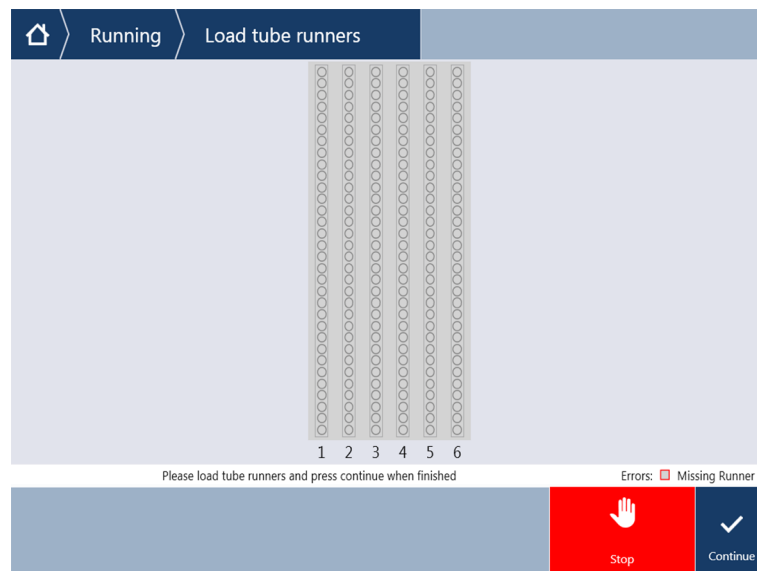 Running Load tube runners
1 2 3 4 5 6
Please load tube runners and press continue when finished Errors: Missing Runner
Stop Continue